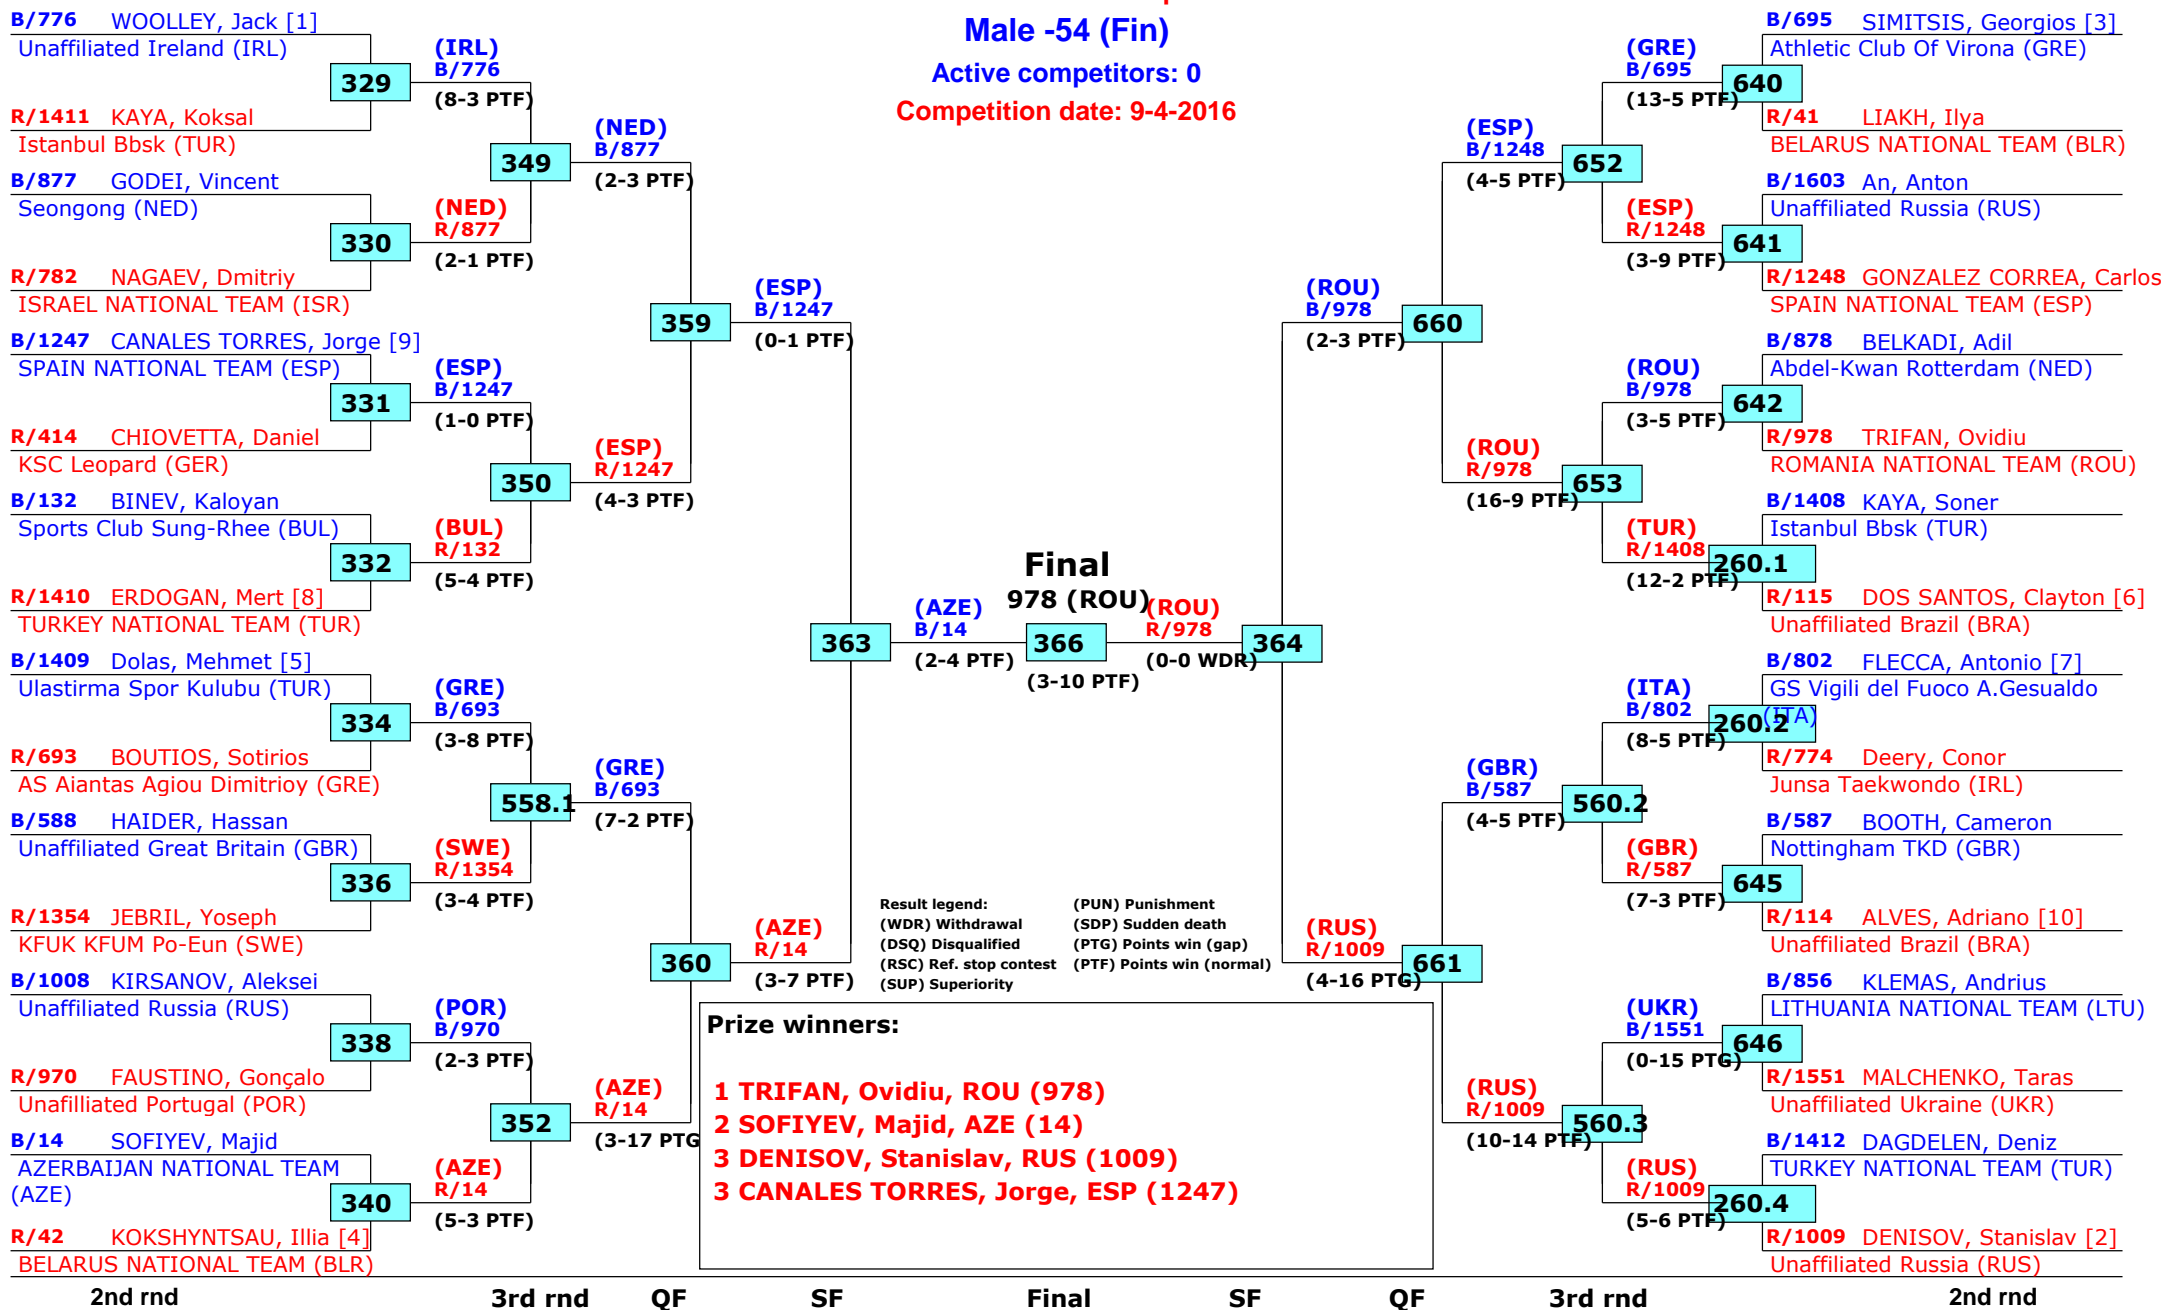 Male -54 (Fin)
Active competitors: 0
Competition date: 9-4-2016
B/776 WOOLLEY, Jack [1]
Unaffiliated Ireland (IRL)
329
R/1411 KAYA, Koksal
Istanbul Bbsk (TUR)
B/877 GODEI, Vincent
Seongong (NED)
330
R/782 NAGAEV, Dmitriy
ISRAEL NATIONAL TEAM (ISR)
B/1247 CANALES TORRES, Jorge [9]
SPAIN NATIONAL TEAM (ESP)
331
R/414 CHIOVETTA, Daniel
KSC Leopard (GER)
B/132 BINEV, Kaloyan
Sports Club Sung-Rhee (BUL)
332
R/1410 ERDOGAN, Mert [8]
TURKEY NATIONAL TEAM (TUR)
B/1409 Dolas, Mehmet [5]
Ulastirma Spor Kulubu (TUR)
334
R/693 BOUTIOS, Sotirios
AS Aiantas Agiou Dimitrioy (GRE)
B/588 HAIDER, Hassan
Unaffiliated Great Britain (GBR)
336
R/1354 JEBRIL, Yoseph
KFUK KFUM Po-Eun (SWE)
B/1008 KIRSANOV, Aleksei
Unaffiliated Russia (RUS)
338
R/970 FAUSTINO, Gonçalo
Unafilliated Portugal (POR)
B/14 SOFIYEV, Majid
AZERBAIJAN NATIONAL TEAM
(AZE)
340
R/42 KOKSHYNTSAU, Illia [4]
BELARUS NATIONAL TEAM (BLR)
(IRL)
B/776
(8-3 PTF)
349
(NED)
R/877
(2-1 PTF)
(ESP)
B/1247
(1-0 PTF)
350
(BUL)
R/132
(5-4 PTF)
(GRE)
B/693
(3-8 PTF)
558.1
(SWE)
R/1354
(3-4 PTF)
(POR)
B/970
(2-3 PTF)
352
(AZE)
R/14
(5-3 PTF)
(NED)
B/877
(2-3 PTF)
359
(ESP)
R/1247
(4-3 PTF)
(GRE)
B/693
(7-2 PTF)
360
(AZE)
R/14
(3-17 PTG
(ESP)
B/1247
(0-1 PTF)
363
(AZE)
R/14
(3-7 PTF)
(AZE)
B/14
(2-4 PTF)
Final
978 (ROU)
366
(3-10 PTF)
(ROU)
R/978
(0-0 WDR)
364
(ROU)
B/978
(2-3 PTF)
660
(RUS)
R/1009
(4-16 PTG)
661
(ESP)
B/1248
(4-5 PTF)
652
(ROU)
R/978
(16-9 PTF)
653
(GBR)
B/587
(4-5 PTF)
560.2
(RUS)
R/1009
(10-14 PTF)
560.3
(GRE)
B/695
(13-5 PTF)
640
(ESP)
R/1248
(3-9 PTF)
641
(ROU)
B/978
(3-5 PTF)
642
(TUR)
R/1408
(12-2 PTF)
260.1
(ITA)
B/802
(8-5 PTF)
260.2
(GBR)
R/587
(7-3 PTF)
645
(UKR)
B/1551
(0-15 PTG)
646
(RUS)
R/1009
(5-6 PTF)
260.4
B/695 SIMITSIS, Georgios [3]
Athletic Club Of Virona (GRE)
R/41 LIAKH, Ilya
BELARUS NATIONAL TEAM (BLR)
B/1603 An, Anton
Unaffiliated Russia (RUS)
R/1248 GONZALEZ CORREA, Carlos
SPAIN NATIONAL TEAM (ESP)
B/878 BELKADI, Adil
Abdel-Kwan Rotterdam (NED)
R/978 TRIFAN, Ovidiu
ROMANIA NATIONAL TEAM (ROU)
B/1408 KAYA, Soner
Istanbul Bbsk (TUR)
R/115 DOS SANTOS, Clayton [6]
Unaffiliated Brazil (BRA)
B/802 FLECCA, Antonio [7]
GS Vigili del Fuoco A.Gesualdo
(ITA)
R/774 Deery, Conor
Junsa Taekwondo (IRL)
B/587 BOOTH, Cameron
Nottingham TKD (GBR)
R/114 ALVES, Adriano [10]
Unaffiliated Brazil (BRA)
B/856 KLEMAS, Andrius
LITHUANIA NATIONAL TEAM (LTU)
R/1551 MALCHENKO, Taras
Unaffiliated Ukraine (UKR)
B/1412 DAGDELEN, Deniz
TURKEY NATIONAL TEAM (TUR)
R/1009 DENISOV, Stanislav [2]
Unaffiliated Russia (RUS)
Result legend: (PUN) Punishment
(WDR) Withdrawal (SDP) Sudden death
(DSQ) Disqualified (PTG) Points win (gap)
(RSC) Ref. stop contest (PTF) Points win (normal)
(SUP) Superiority
Prize winners:
1 TRIFAN, Ovidiu, ROU (978)
2 SOFIYEV, Majid, AZE (14)
3 DENISOV, Stanislav, RUS (1009)
3 CANALES TORRES, Jorge, ESP (1247)
2nd rnd 3rd rnd QF SF Final SF QF 3rd rnd 2nd rnd